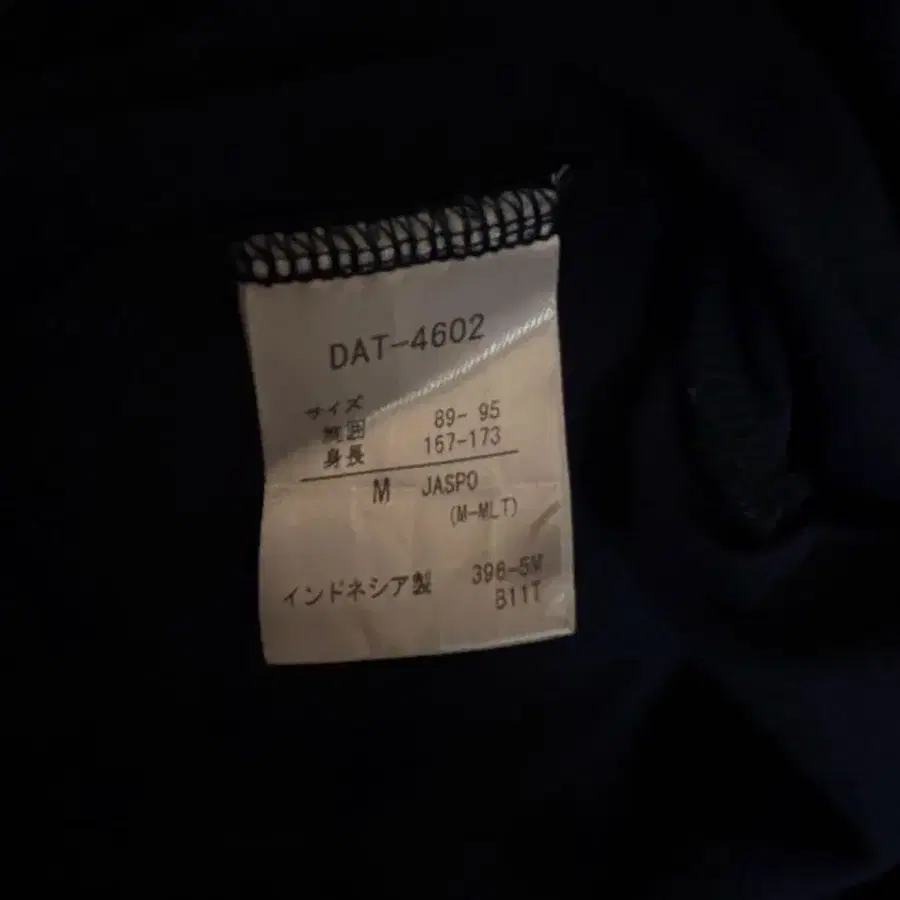 DAT-4602
サイズ
胸囲 89-95
身長 167-173
M JASPO
(M-MLT)
インドネシア製 396-5M
B11T